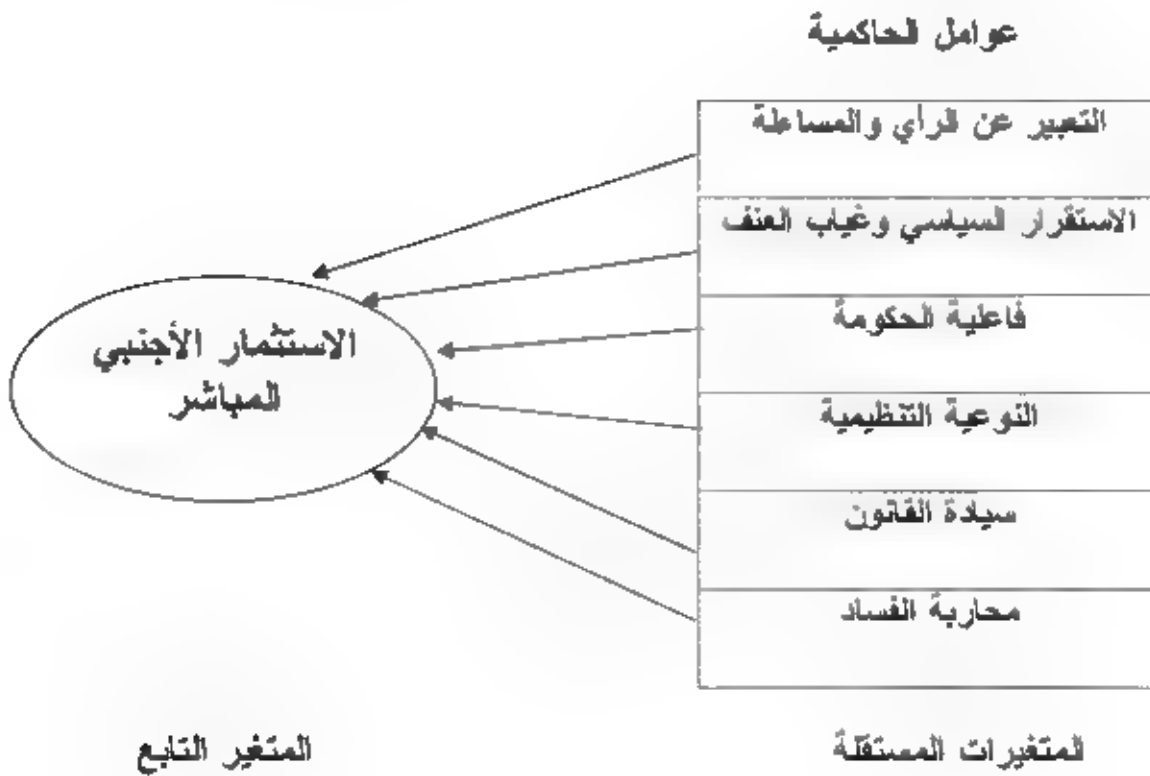 عوامل الحاكمية
التعبير عن الرأي والمساءلة
الاستقرار السياسي وغياب العنف
فاعلية الحكومة
النوعية التنظيمية
سيادة القانون
محاربة الفساد
الاستثمار الأجنبي
المباشر
المتغيرات المستقلة
المتغير التابع